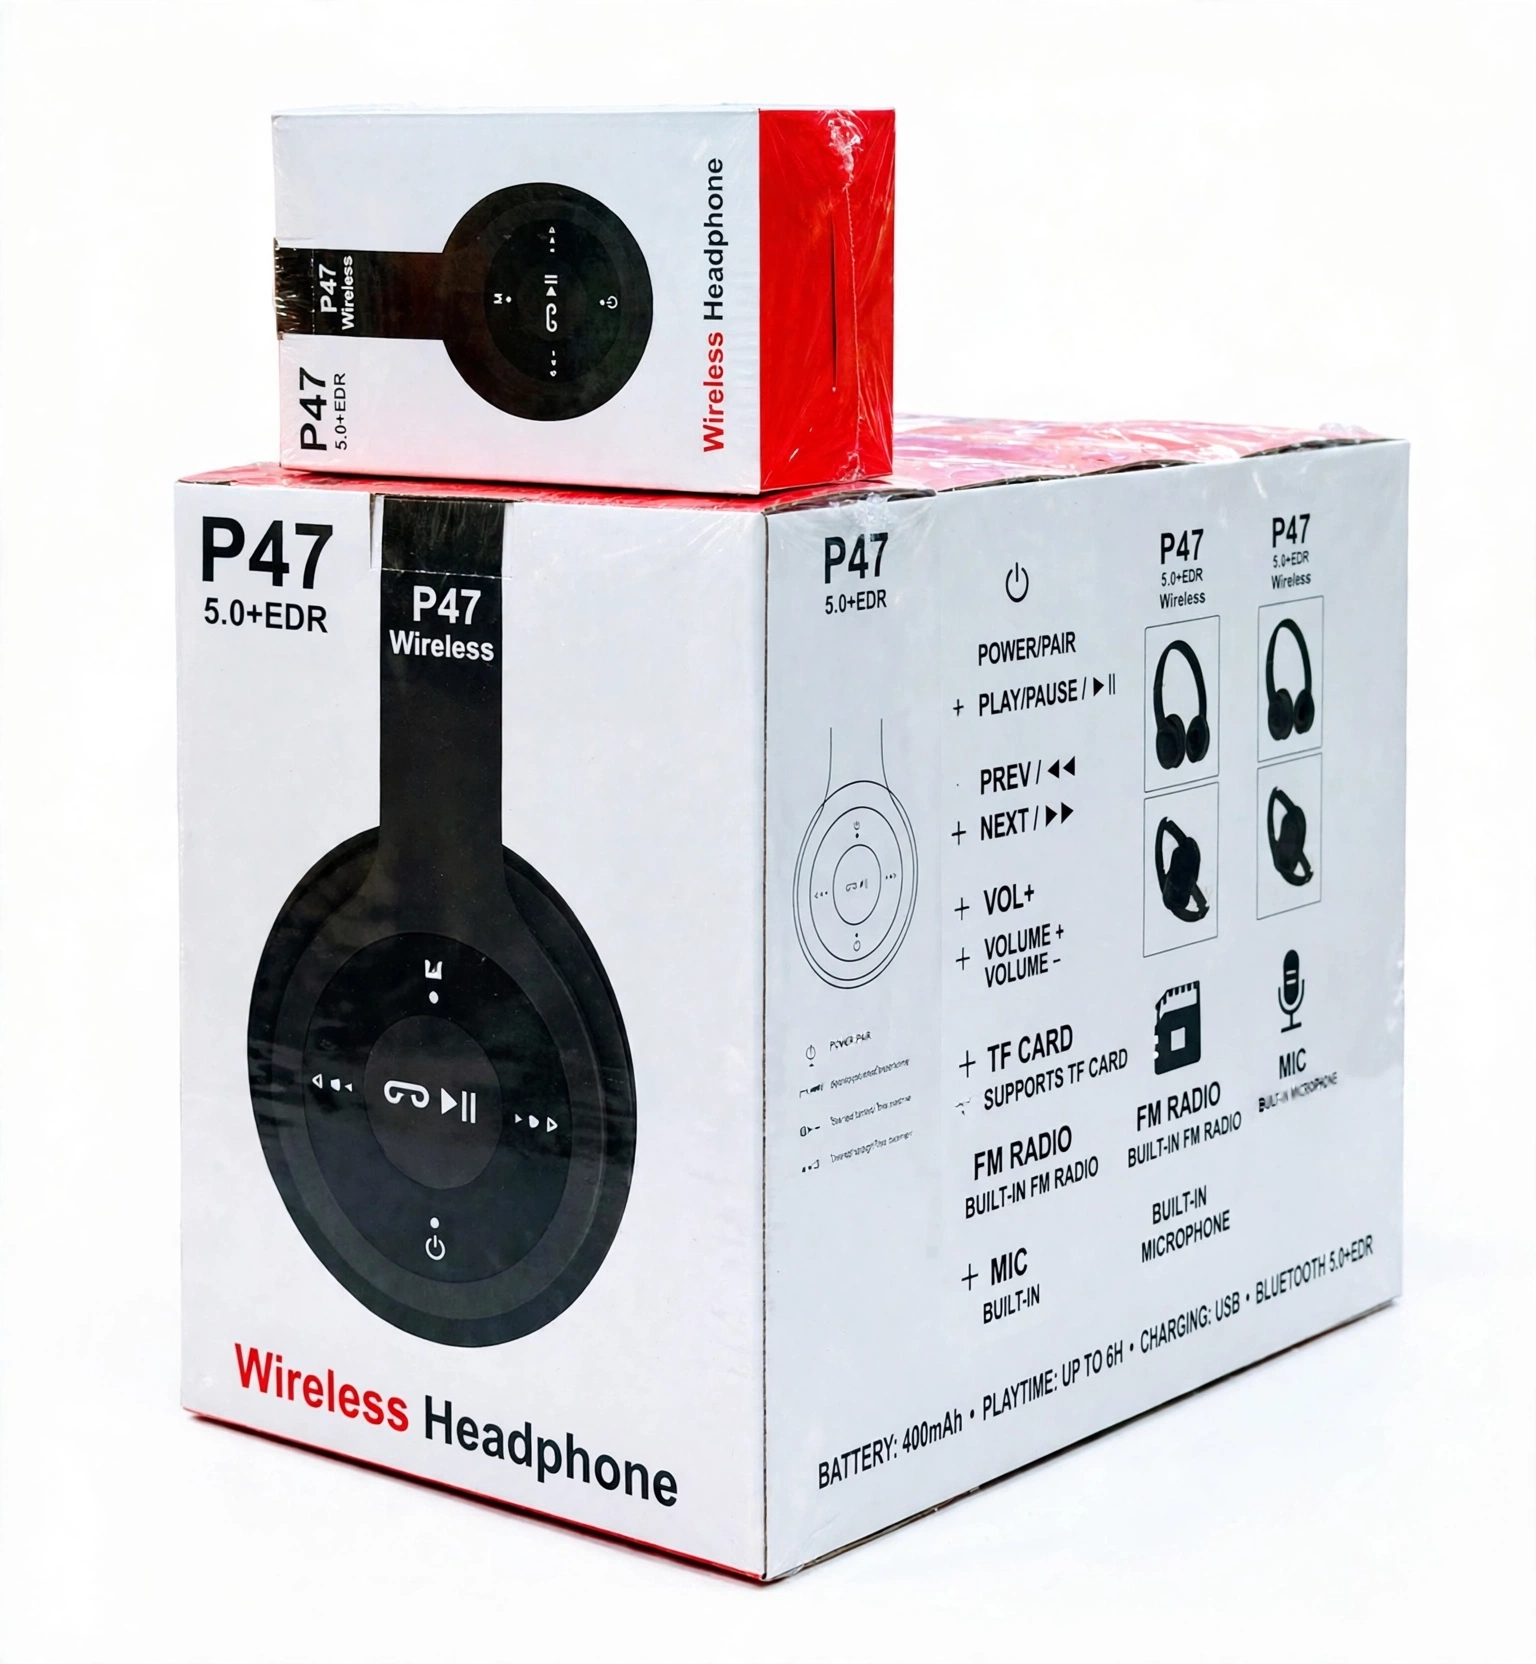 P47
Wireless
P47
5.0+EDR
M
Wireless Headphone
P47
5.0+EDR
P47
Wireless
Wireless Headphone
P47
5.0+EDR
POWER/PAIR
+ PLAY/PAUSE /
PREV /
+ NEXT /
+ VOL+
+ VOLUME +
VOLUME –
+ TF CARD
SUPPORTS TF CARD
FM RADIO
BUILT-IN FM RADIO
+ MIC
BUILT-IN
P47
5.0+EDR
Wireless
FM RADIO
BUILT-IN FM RADIO
BUILT-IN
MICROPHONE
P47
5.0+EDR
Wireless
MIC
BUILT-IN MICROPHONE
POWER PAIR
BATTERY: 400mAh • PLAYTIME: UP TO 6H • CHARGING: USB • BLUETOOTH 5.0+EDR